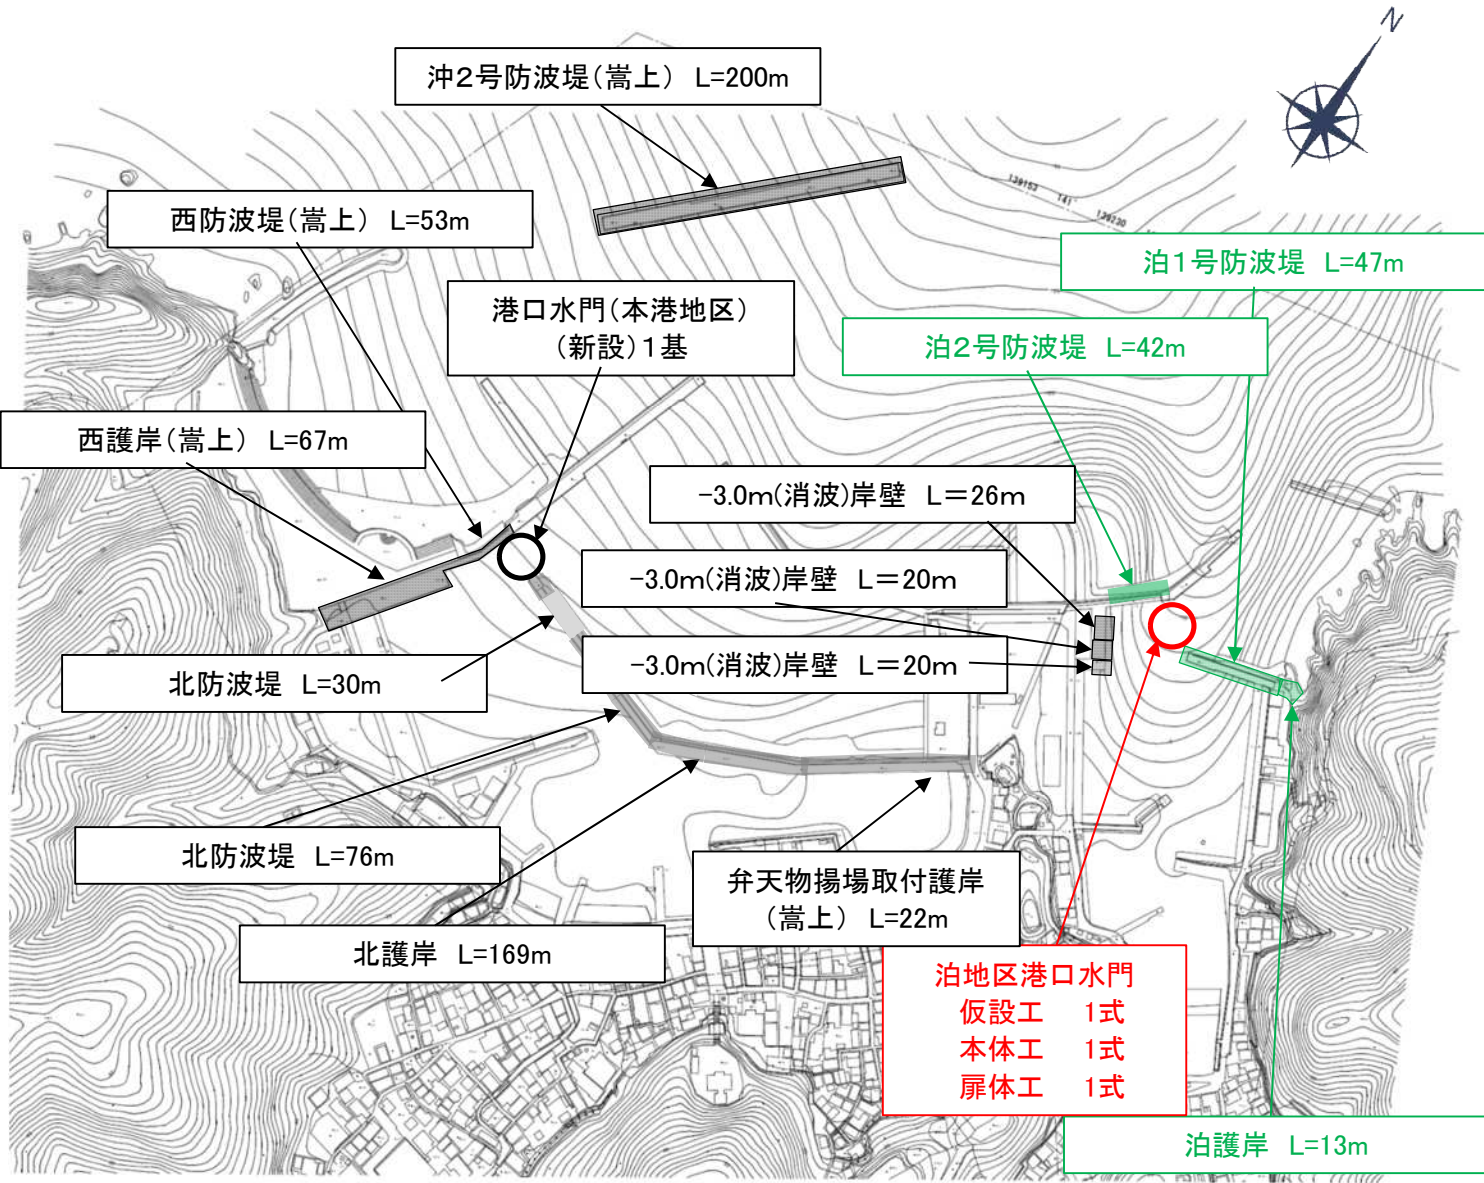 N
沖2号防波堤(嵩上) L=200m
西防波堤(嵩上) L=53m
139153
141
139230
泊1号防波堤 L=47m
港口水門(本港地区)
(新設)1基
泊2号防波堤 L=42m
西護岸(嵩上) L=67m
-3.0m(消波)岸壁 L=26m
-3.0m(消波)岸壁 L=20m
-3.0m(消波)岸壁 L=20m
北防波堤 L=30m
北防波堤 L=76m
弁天物揚場取付護岸
(嵩上) L=22m
北護岸 L=169m
泊地区港口水門
仮設工 1式
本体工 1式
扉体工 1式
泊護岸 L=13m